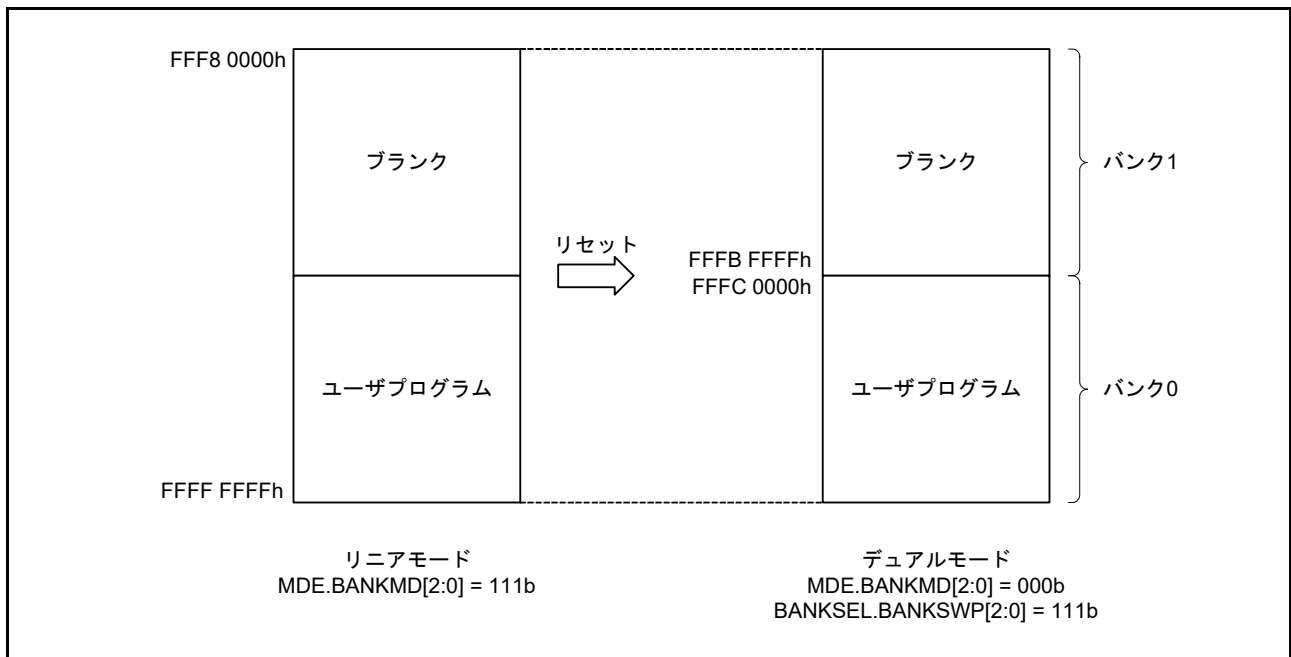 FFF8 0000h
ブランク
ブランク
バンク1
リセット
FFFB FFFFh
FFFC 0000h
ユーザプログラム
ユーザプログラム
バンク0
FFFF FFFFh
リニアモード
MDE.BANKMD[2:0] = 111b
デュアルモード
MDE.BANKMD[2:0] = 000b
BANKSEL.BANKSWP[2:0] = 111b